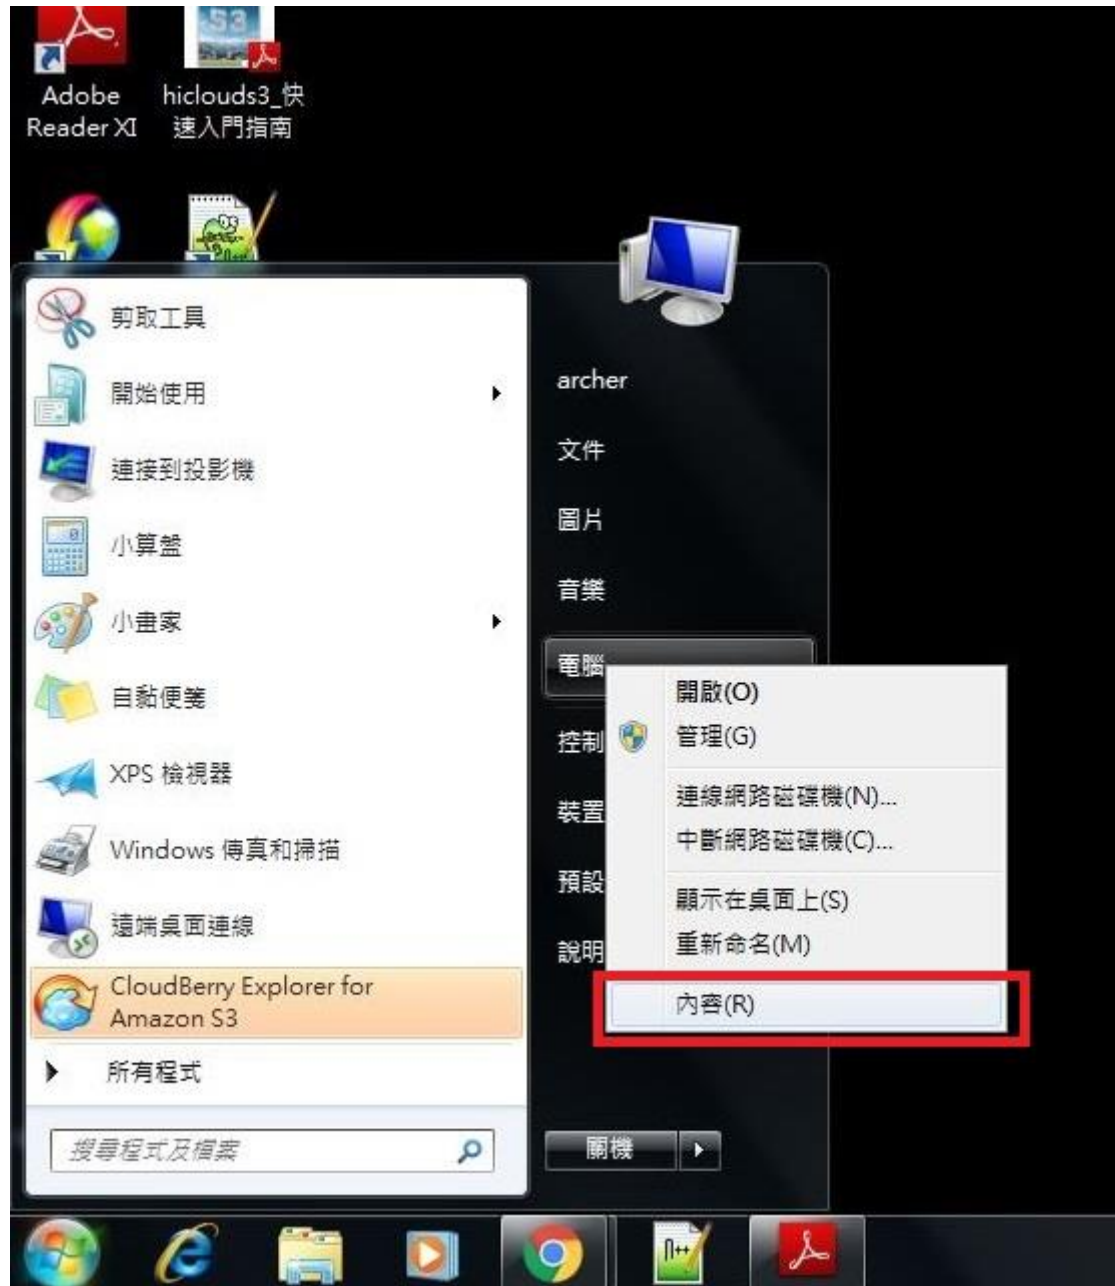 S3
Adobe
Reader XI
hiclouds3_快
速入門指南
剪取工具
開始使用
連接到投影機
小算盤
小畫家
自黏便箋
XPS 檢視器
Windows 傳真和掃描
遠端桌面連線
CloudBerry Explorer for
Amazon S3
所有程式
搜尋程式及檔案
archer
文件
圖片
音樂
電腦
控制
裝置
預設
說明
關機
開啟(O)
管理(G)
連線網路磁碟機(N)...
中斷網路磁碟機(C)...
顯示在桌面上(S)
重新命名(M)
內容(R)